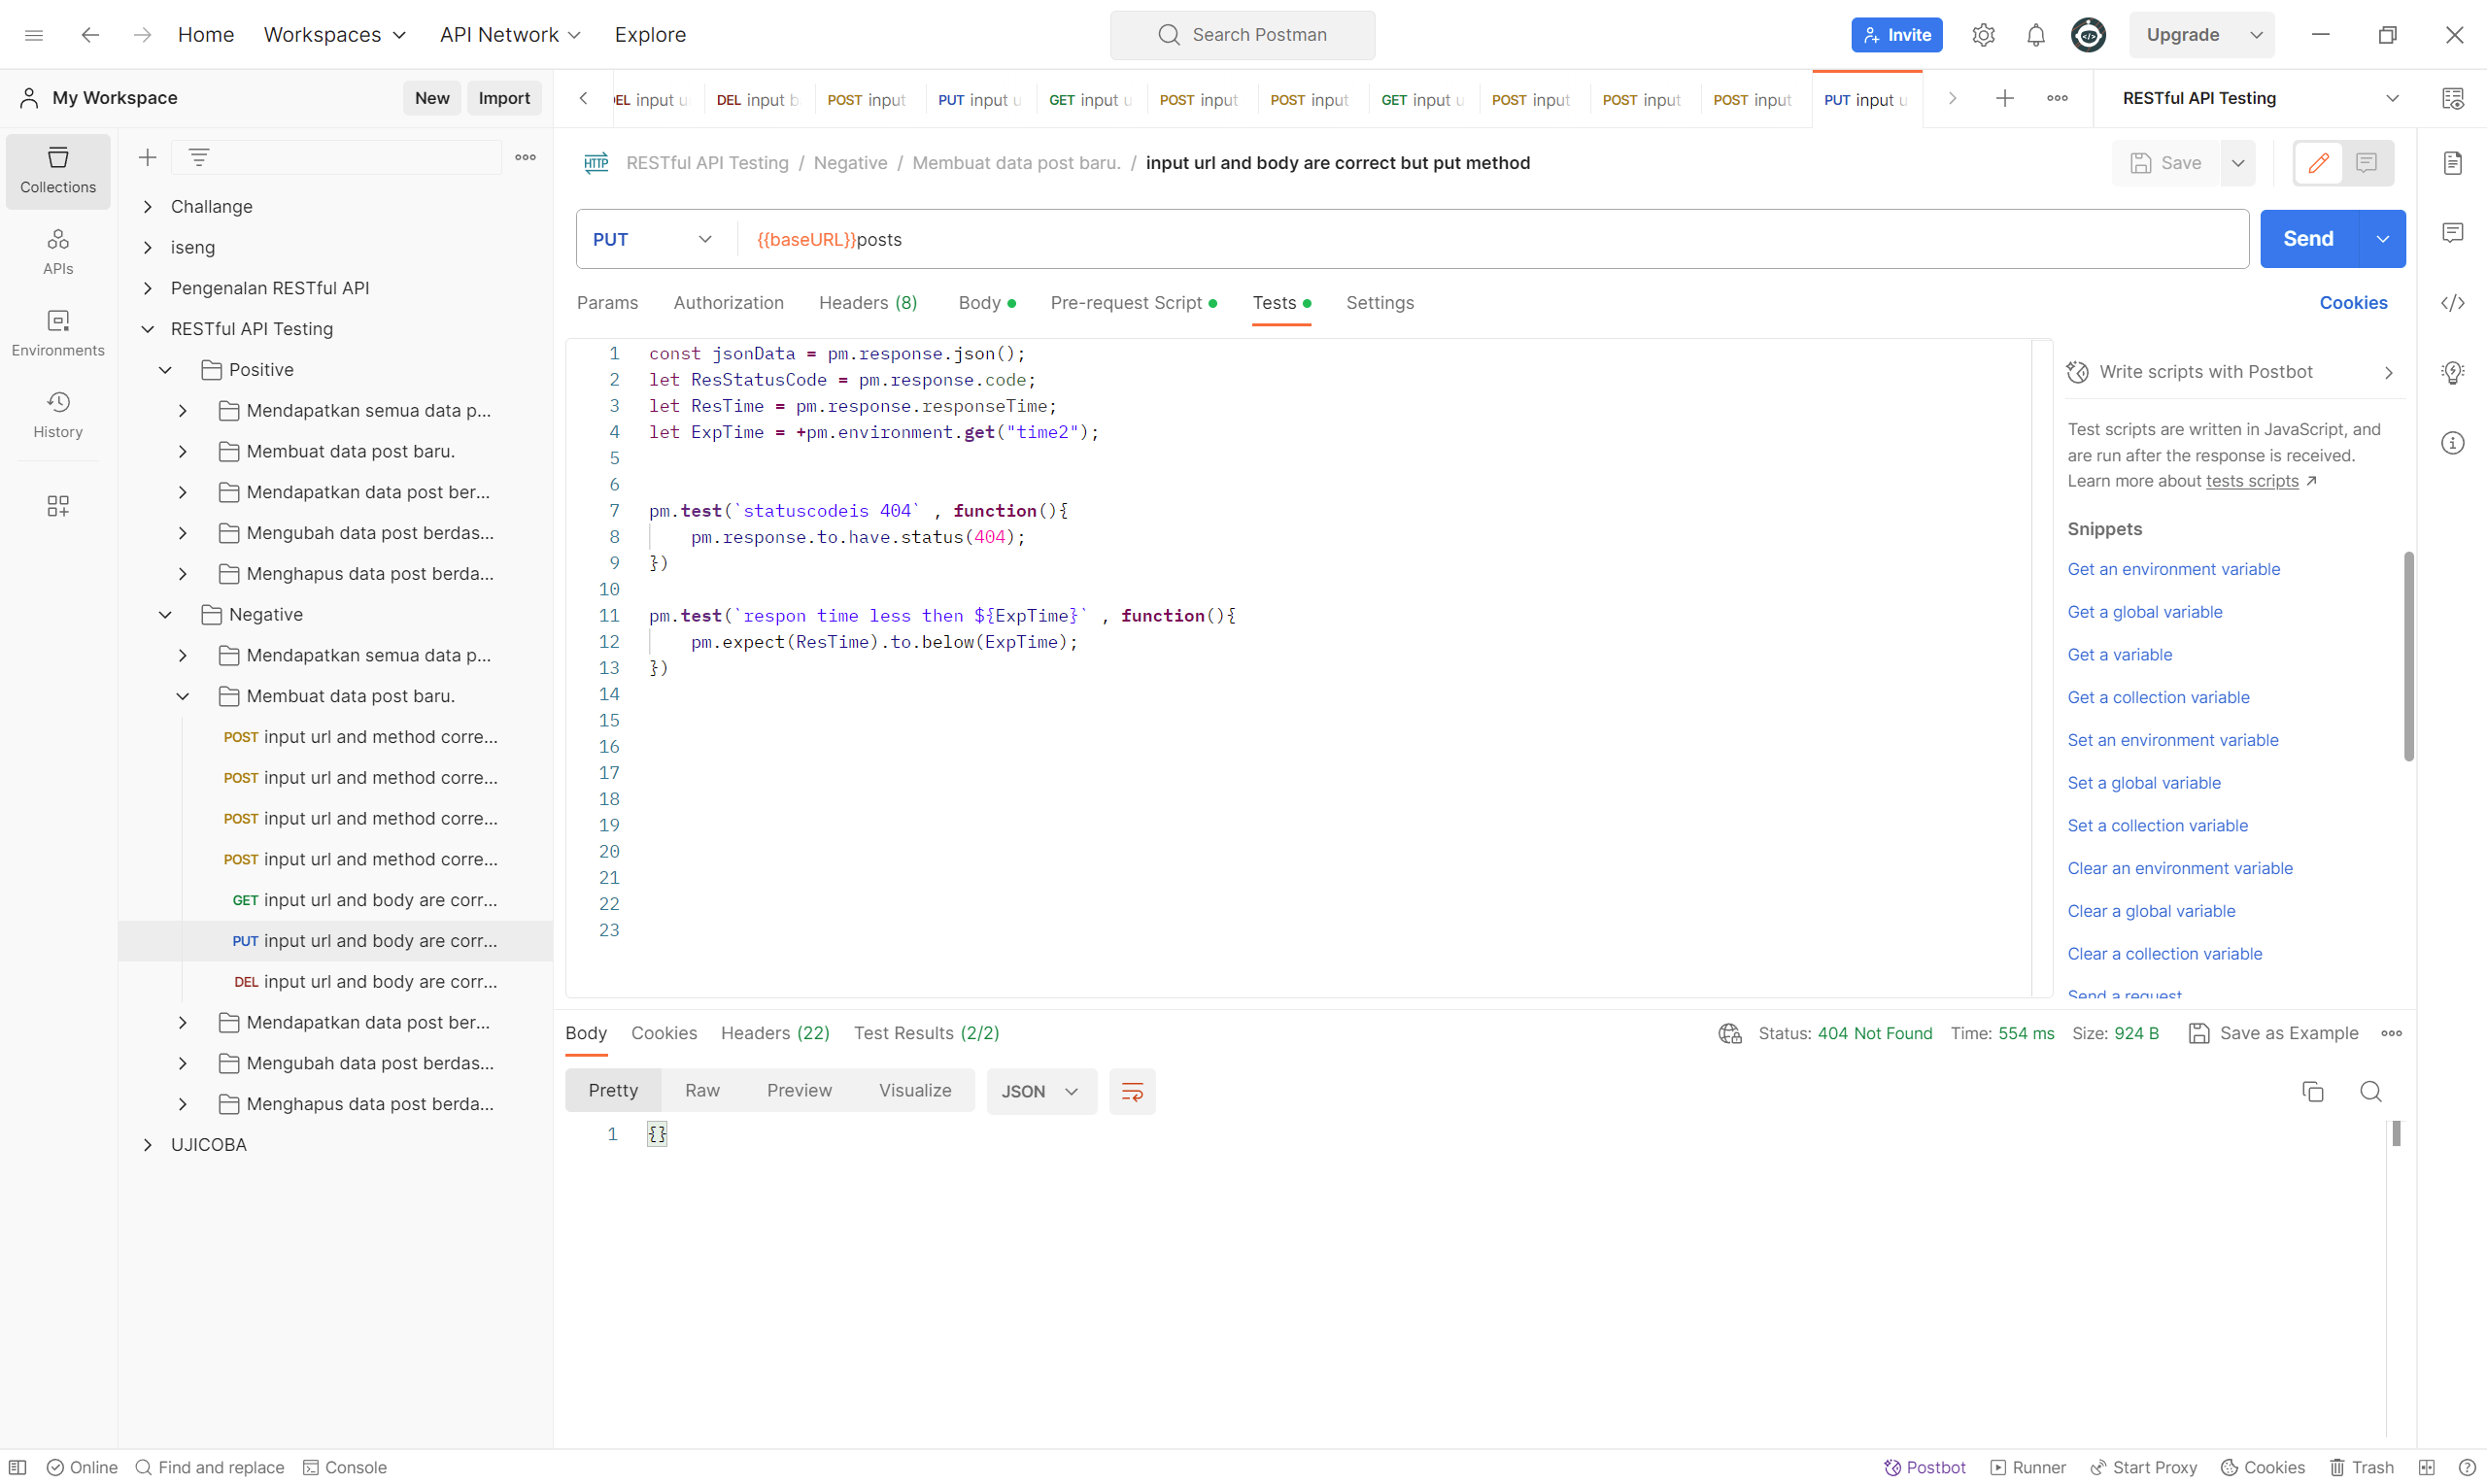 Home Workspaces API Network Explore Search Postman Invite Upgrade
My Workspace New Import
DEL input b POST input PUT input u GET input u POST input POST input GET input u POST input POST input POST input PUT input u RESTful API Testing
Collections
APIs
Environments
History
Challange
iseng
Pengenalan RESTful API
RESTful API Testing
Positive
Mendapatkan semua data p...
Membuat data post baru.
Mendapatkan data post ber...
Mengubah data post berdas...
Menghapus data post berda...
Negative
Mendapatkan semua data p...
Membuat data post baru.
POST input url and method corre...
POST input url and method corre...
POST input url and method corre...
POST input url and method corre...
GET input url and body are corr...
PUT input url and body are corr...
DEL input url and body are corr...
Mendapatkan data post ber...
Mengubah data post berdas...
Menghapus data post berda...
UJICOBA
HTTP RESTful API Testing / Negative / Membuat data post baru. / input url and body are correct but put method Save
PUT {{baseURL}}posts Send
Params Authorization Headers (8) Body Pre-request Script Tests Settings Cookies
1 const jsonData = pm.response.json();
2 let ResStatusCode = pm.response.code;
3 let ResTime = pm.response.responseTime;
4 let ExpTime = +pm.environment.get("time2");
5
6
7 pm.test(`statuscodeis 404` , function(){
8 pm.response.to.have.status(404);
9 })
10
11 pm.test(`respon time less then ${ExpTime}` , function(){
12 pm.expect(ResTime).to.below(ExpTime);
13 })
14
15
16
17
18
19
20
21
22
23
Write scripts with Postbot
Test scripts are written in JavaScript, and
are run after the response is received.
Learn more about tests scripts ↗
Snippets
Get an environment variable
Get a global variable
Get a variable
Get a collection variable
Set an environment variable
Set a global variable
Set a collection variable
Clear an environment variable
Clear a global variable
Clear a collection variable
Send a request
Body Cookies Headers (22) Test Results (2/2) Status: 404 Not Found Time: 554 ms Size: 924 B Save as Example
Pretty Raw Preview Visualize JSON
1 {}
Online Find and replace Console Postbot Runner Start Proxy Cookies Trash